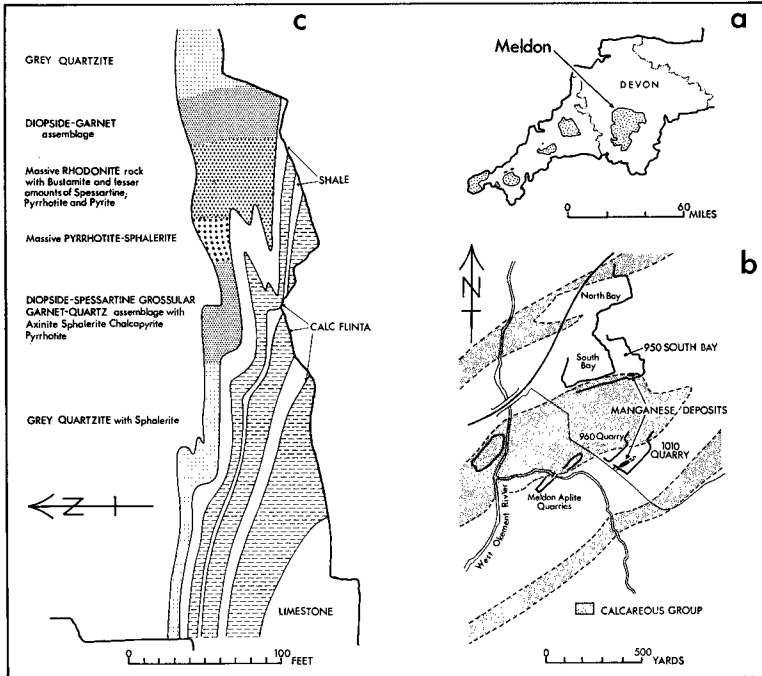 c
GREY QUARTZITE
DIOPSIDE-GARNET
assemblage
Massive RHODONITE rock
with Bustamite and lesser
amounts of Spessartine,
Pyrrhotite and Pyrite
SHALE
Massive PYRRHOTITE-SPHALERITE
DIOPSIDE-SPESSARTINE GROSSULAR
GARNET-QUARTZ assemblage with
Axinite Sphalerite Chalcopyrite
Pyrrhotite
CALC FLINTA
GREY QUARTZITE with Sphalerite
N
LIMESTONE
0 100 FEET
a
Meldon
DEVON
0 60
MILES
b
N
North Bay
South
Bay
950 SOUTH BAY
MANGANESE DEPOSITS
960 Quarry
1010
QUARRY
Meldon Aplite
Quarries
West Okement River
CALCAREOUS GROUP
0 500
YARDS